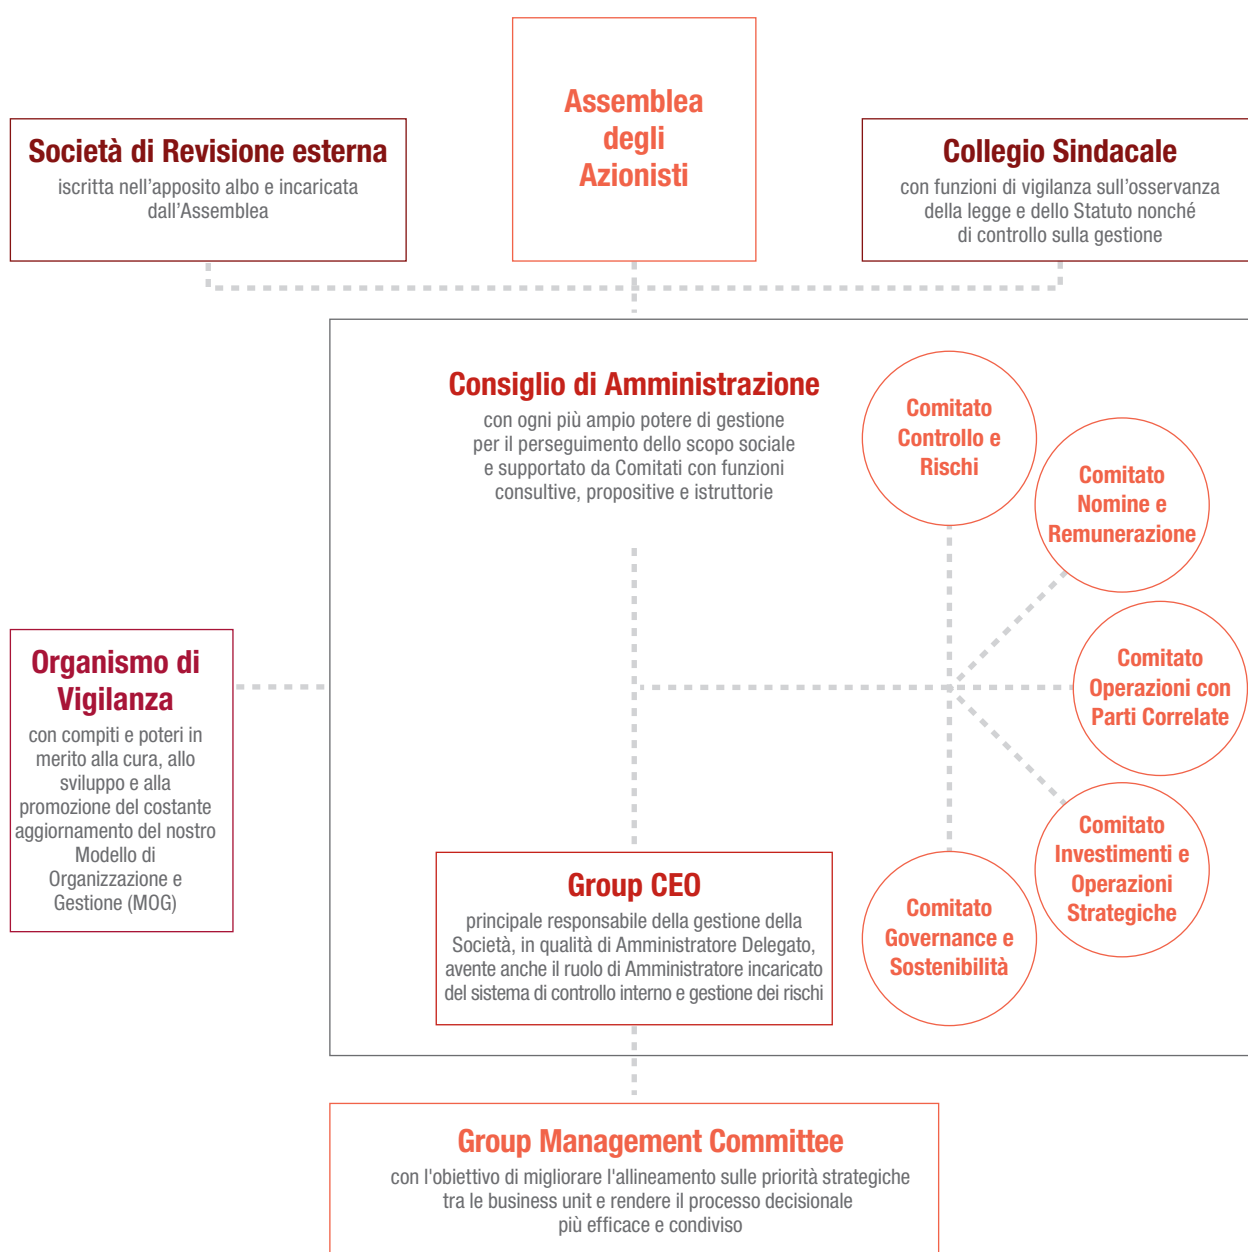 Assemblea
degli
Azionisti
Società di Revisione esterna
iscritta nell’apposito albo e incaricata
dall’Assemblea
Collegio Sindacale
con funzioni di vigilanza sull’osservanza
della legge e dello Statuto nonché
di controllo sulla gestione
Consiglio di Amministrazione
con ogni più ampio potere di gestione
per il perseguimento dello scopo sociale
e supportato da Comitati con funzioni
consultive, propositive e istruttorie
Comitato
Controllo e
Rischi
Comitato
Nomine e
Remunerazione
Comitato
Operazioni con
Parti Correlate
Comitato
Investimenti e
Operazioni
Strategiche
Comitato
Governance e
Sostenibilità
Organismo di
Vigilanza
con compiti e poteri in
merito alla cura, allo
sviluppo e alla
promozione del costante
aggiornamento del nostro
Modello di
Organizzazione e
Gestione (MOG)
Group CEO
principale responsabile della gestione della
Società, in qualità di Amministratore Delegato,
avente anche il ruolo di Amministratore incaricato
del sistema di controllo interno e gestione dei rischi
Group Management Committee
con l'obiettivo di migliorare l'allineamento sulle priorità strategiche
tra le business unit e rendere il processo decisionale
più efficace e condiviso